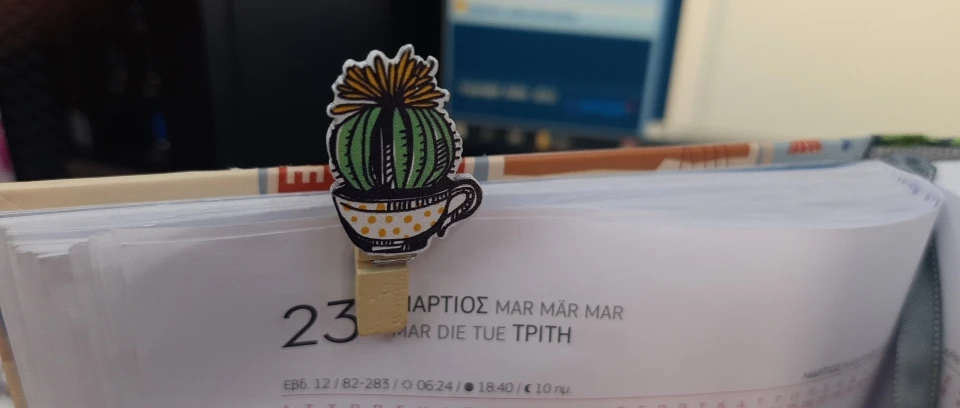 23 ΜΑΡΤΙΟΣ MAR MÄR MAR
MAR DIE TUE ΤΡΙΤΗ
Εβδ. 12 / 82-283 / 06:24 / 18:40 / 10 ημ.